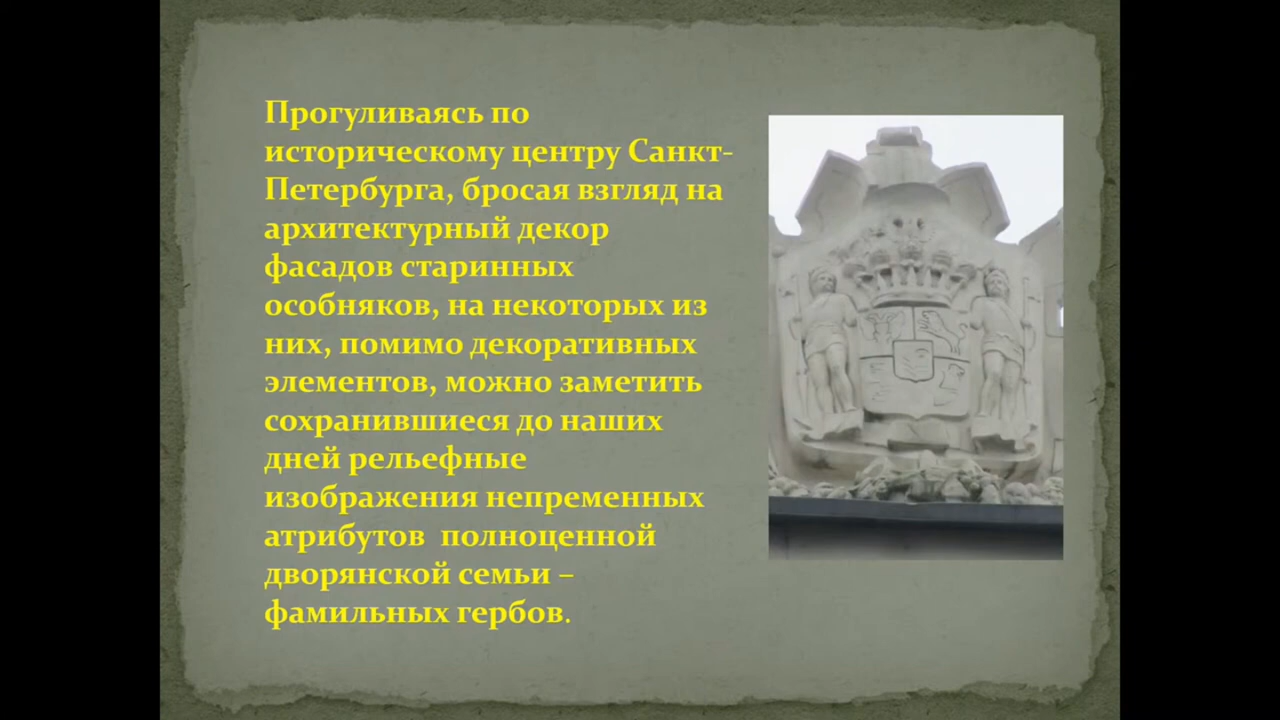 Прогуливаясь по
историческому центру Санкт-
Петербурга, бросая взгляд на
архитектурный декор
фасадов старинных
особняков, на некоторых из
них, помимо декоративных
элементов, можно заметить
сохранившиеся до наших
дней рельефные
изображения непременных
атрибутов  полноценной
дворянской семьи –
фамильных гербов.